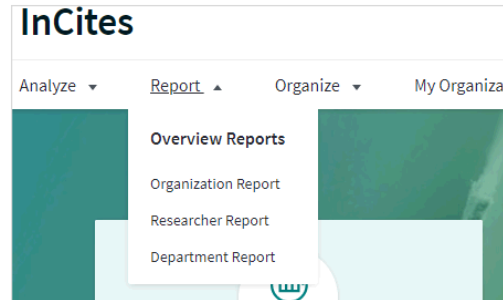 InCites
Analyze Report Organize My Organiza
Overview Reports
Organization Report
Researcher Report
Department Report